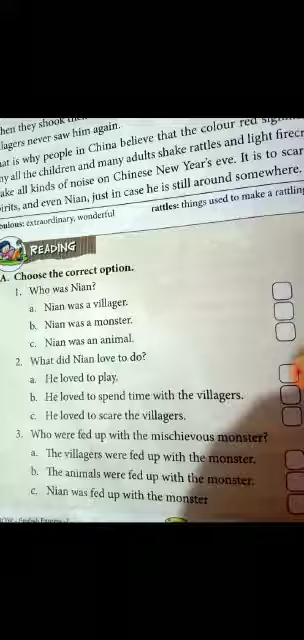 hen they shook
lagers never saw him again.
at is why people in China believe that the colour red
ny all the children and many adults shake rattles and light firecr
ake all kinds of noise on Chinese New Year's eve. It is to scar
irits, and even Nian, just in case he is still around somewhere.
bulous: extraordinary, wonderful
rattles: things used to make a rattling
READING
A. Choose the correct option.
1. Who was Nian?
a. Nian was a villager.
b. Nian was a monster.
c. Nian was an animal.
2. What did Nian love to do?
a. He loved to play.
b. He loved to spend time with the villagers.
c. He loved to scare the villagers.
3. Who were fed up with the mischievous monster?
a. The villagers were fed up with the monster.
b. The animals were fed up with the monster.
c. Nian was fed up with the monster